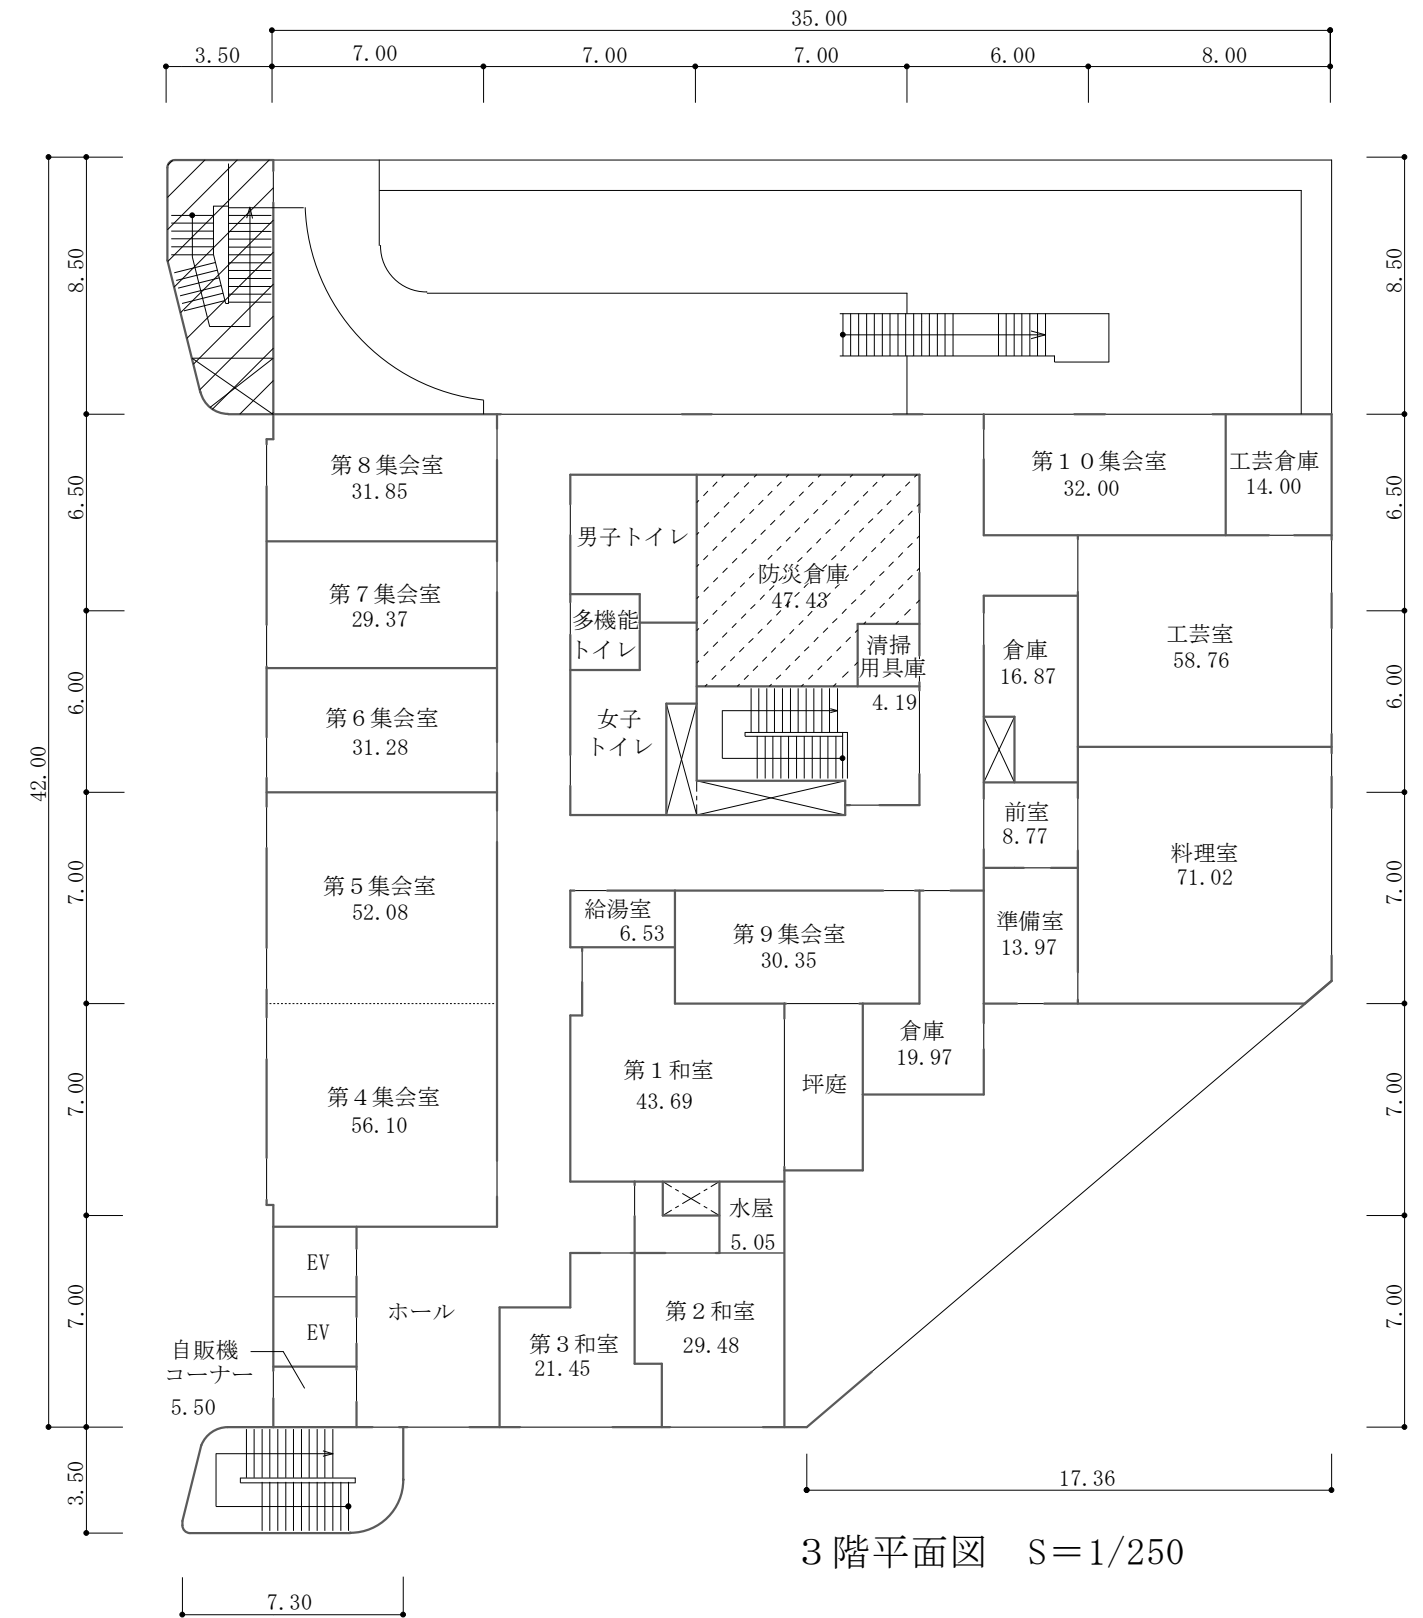 35.00
3.50
7.00
7.00
7.00
6.00
8.00
8.50
8.50
第８集会室
31.85
第１０集会室
32.00
工芸倉庫
14.00
6.50
6.50
男子トイレ
防災倉庫
47.43
第７集会室
29.37
多機能
トイレ
清掃
用具庫
4.19
倉庫
16.87
工芸室
58.76
6.00
6.00
42.00
第６集会室
31.28
女子
トイレ
前室
8.77
料理室
71.02
7.00
7.00
第５集会室
52.08
給湯室
6.53
第９集会室
30.35
準備室
13.97
倉庫
19.97
第１和室
43.69
坪庭
7.00
7.00
第４集会室
56.10
水屋
5.05
EV
ホール
第２和室
29.48
7.00
7.00
EV
第３和室
21.45
自販機
コーナー
5.50
3.50
17.36
３階平面図　S＝1/250
7.30